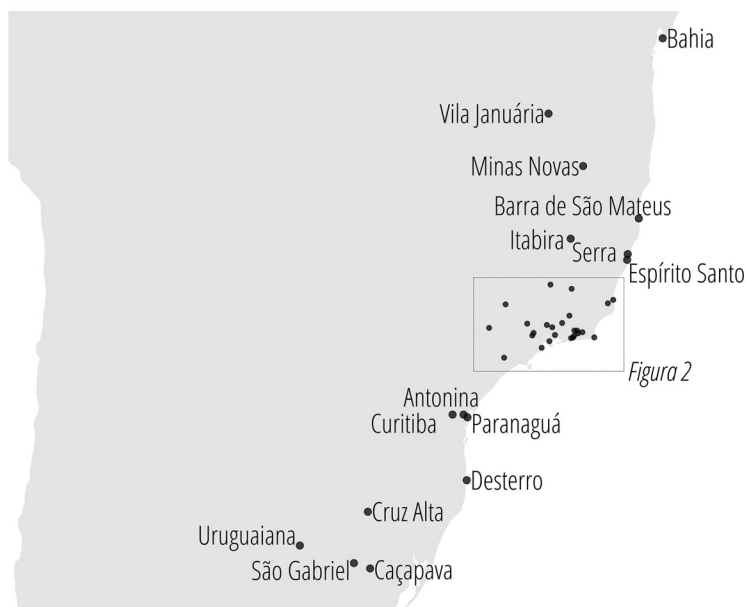 Bahia
Vila Januária
Minas Novas
Barra de São Mateus
Itabira
Serra
Espírito Santo
Figura 2
Antonina
Curitiba
Paranaguá
Desterro
Cruz Alta
Uruguaiana
São Gabriel
Caçapava